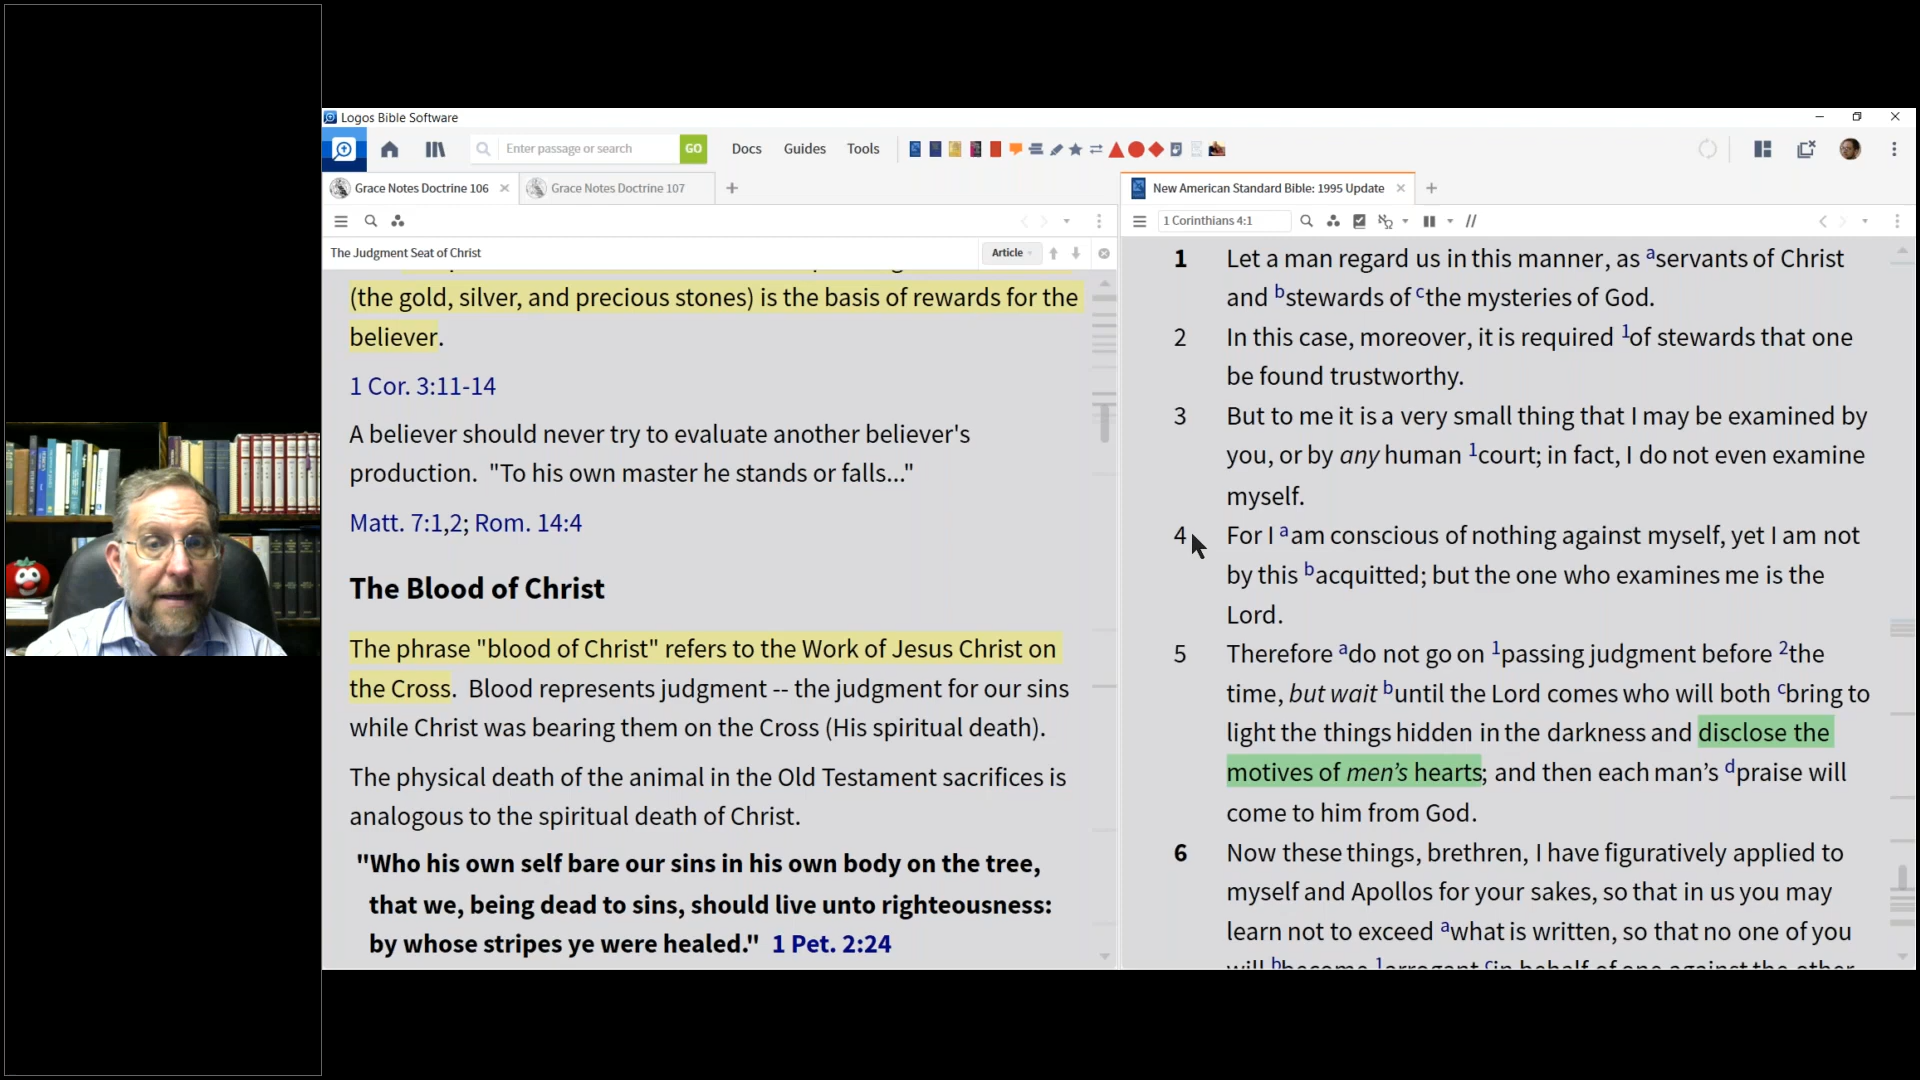 Logos Bible Software
Enter passage or search
GO
Docs
Guides
Tools
Grace Notes Doctrine 106
Grace Notes Doctrine 107
The Judgment Seat of Christ
Article
(the gold, silver, and precious stones) is the basis of rewards for the
believer.
1 Cor. 3:11-14
A believer should never try to evaluate another believer's
production. "To his own master he stands or falls..."
Matt. 7:1,2; Rom. 14:4
The Blood of Christ
The phrase "blood of Christ" refers to the Work of Jesus Christ on
the Cross. Blood represents judgment -- the judgment for our sins
while Christ was bearing them on the Cross (His spiritual death).
The physical death of the animal in the Old Testament sacrifices is
analogous to the spiritual death of Christ.
"Who his own self bare our sins in his own body on the tree,
that we, being dead to sins, should live unto righteousness:
by whose stripes ye were healed." 1 Pet. 2:24
New American Standard Bible: 1995 Update
1 Corinthians 4:1
1 Let a man regard us in this manner, as aservants of Christ
and bstewards of cthe mysteries of God.
2 In this case, moreover, it is required 1of stewards that one
be found trustworthy.
3 But to me it is a very small thing that I may be examined by
you, or by any human 1court; in fact, I do not even examine
myself.
4 For I aam conscious of nothing against myself, yet I am not
by this bacquitted; but the one who examines me is the
Lord.
5 Therefore ado not go on 1passing judgment before 2the
time, but wait buntil the Lord comes who will both cbring to
light the things hidden in the darkness and disclose the
motives of men’s hearts; and then each man’s dpraise will
come to him from God.
6 Now these things, brethren, I have figuratively applied to
myself and Apollos for your sakes, so that in us you may
learn not to exceed awhat is written, so that no one of you
will bbecome 1arrogant cin behalf of one against the other